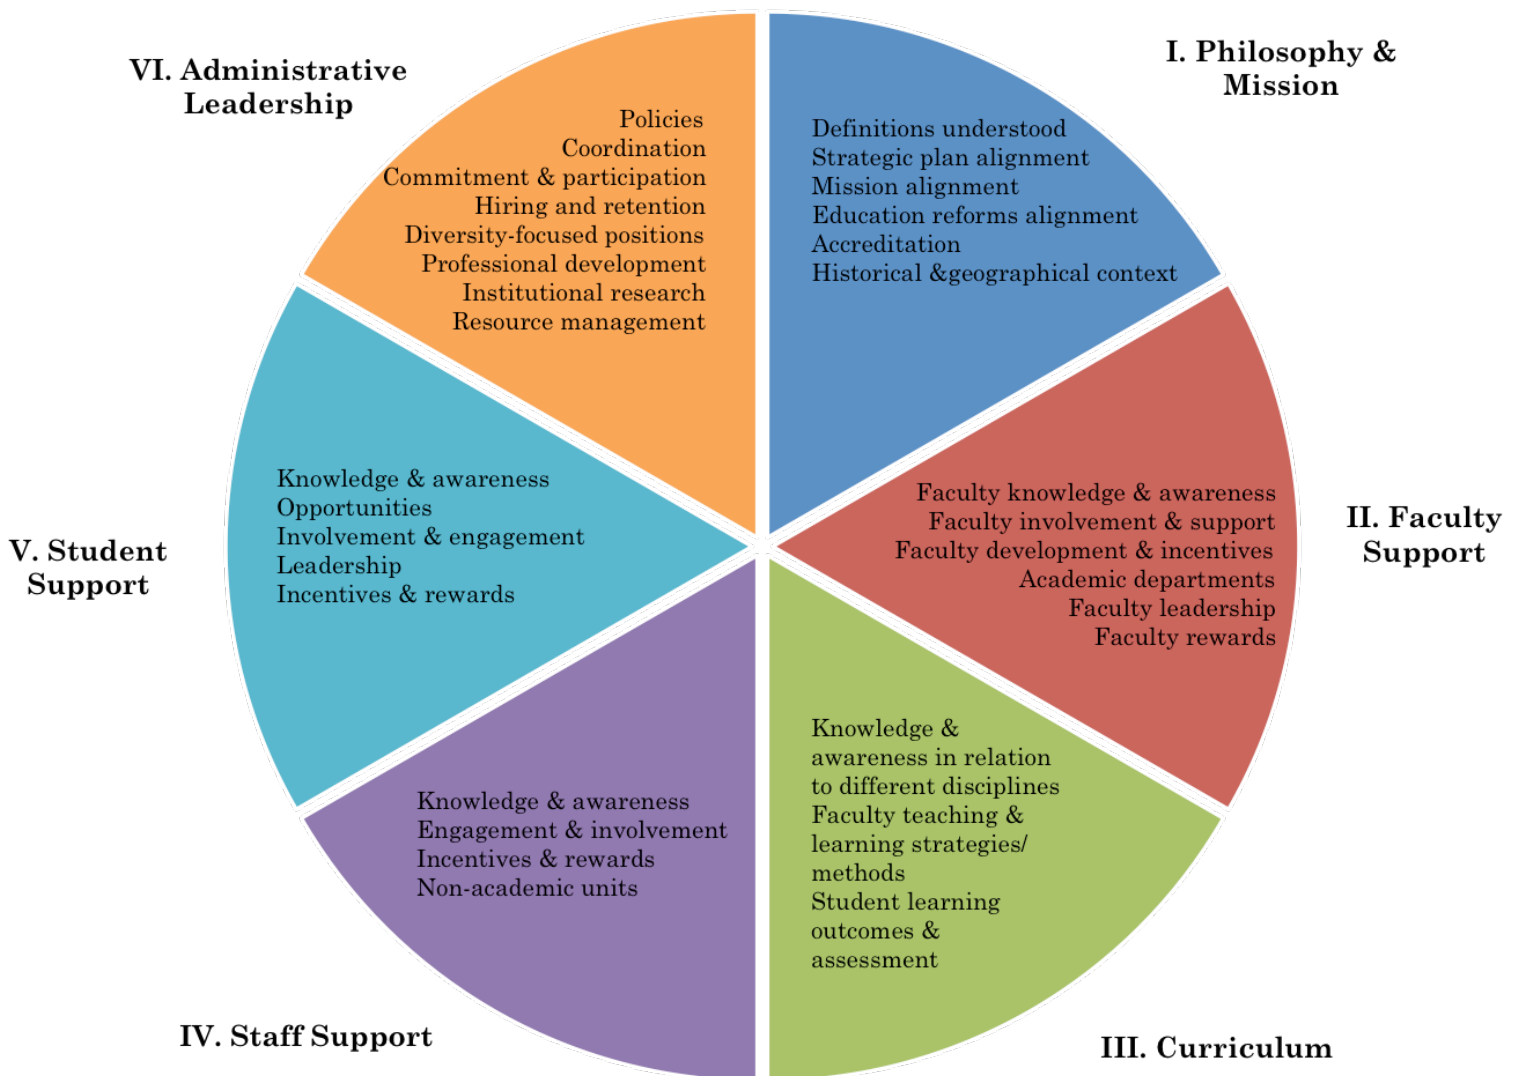 I. Philosophy &
Mission
Definitions understood
Strategic plan alignment
Mission alignment
Education reforms alignment
Accreditation
Historical &geographical context
II. Faculty
Support
Faculty knowledge & awareness
Faculty involvement & support
Faculty development & incentives
Academic departments
Faculty leadership
Faculty rewards
III. Curriculum
Knowledge &
awareness in relation
to different disciplines
Faculty teaching &
learning strategies/
methods
Student learning
outcomes &
assessment
IV. Staff Support
Knowledge & awareness
Engagement & involvement
Incentives & rewards
Non-academic units
V. Student
Support
Knowledge & awareness
Opportunities
Involvement & engagement
Leadership
Incentives & rewards
VI. Administrative
Leadership
Policies
Coordination
Commitment & participation
Hiring and retention
Diversity-focused positions
Professional development
Institutional research
Resource management